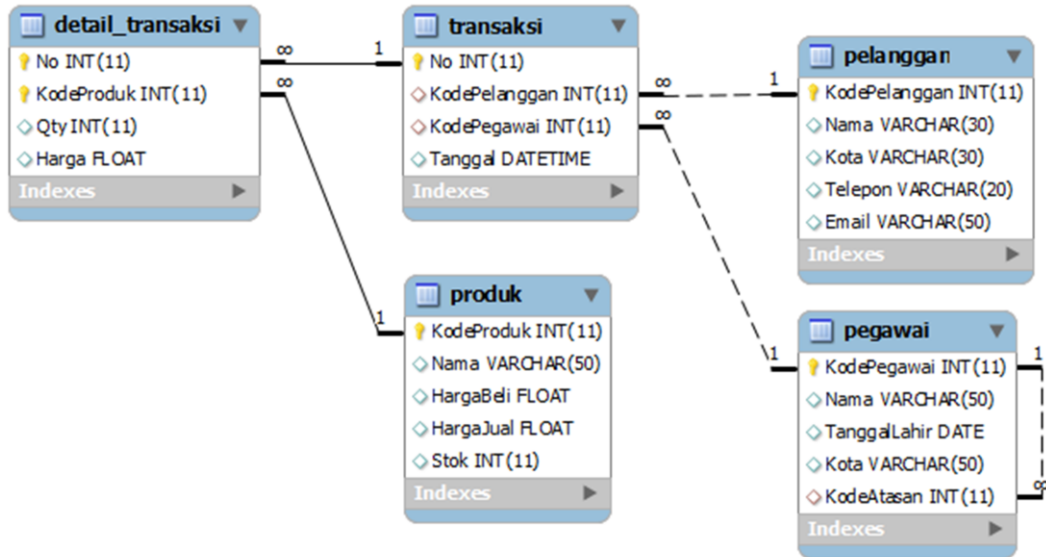 detail_transaksi
No INT(11)
KodeProduk INT(11)
Qty INT(11)
Harga FLOAT
Indexes
∞
∞
1
transaksi
No INT(11)
KodePelanggan INT(11)
KodePegawai INT(11)
Tanggal DATETIME
Indexes
∞
∞
1
pelanggan
KodePelanggan INT(11)
Nama VARCHAR(30)
Kota VARCHAR(30)
Telepon VARCHAR(20)
Email VARCHAR(50)
Indexes
1
produk
KodeProduk INT(11)
Nama VARCHAR(50)
HargaBeli FLOAT
HargaJual FLOAT
Stok INT(11)
Indexes
1
pegawai
KodePegawai INT(11)
Nama VARCHAR(50)
TanggalLahir DATE
Kota VARCHAR(50)
KodeAtasan INT(11)
Indexes
1
∞